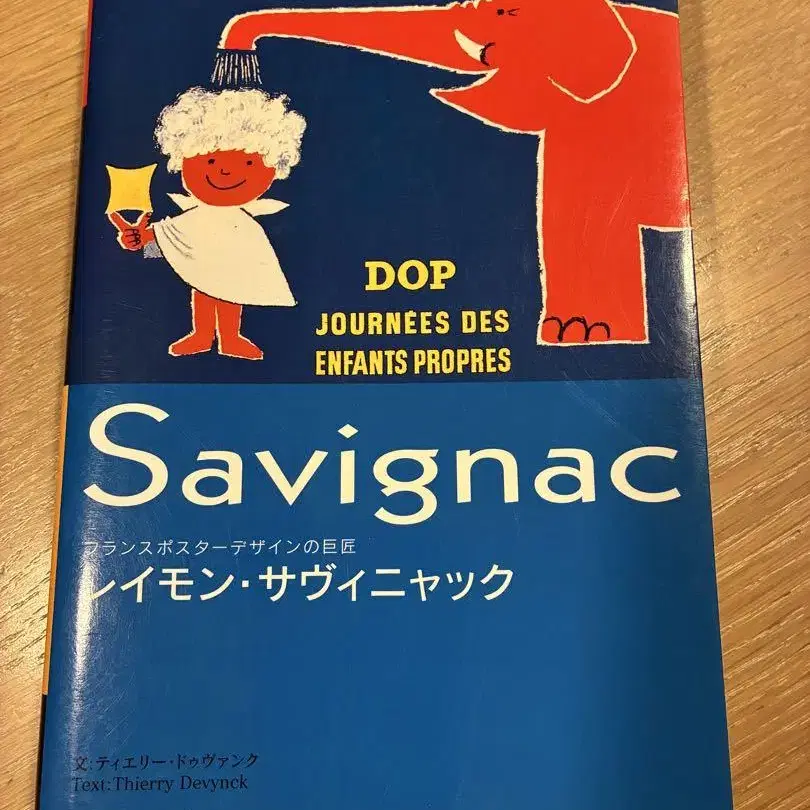 DOP
JOURNÉES DES
ENFANTS PROPRES
Savignac
フランスポスターデザインの巨匠
レイモン・サヴィニャック
文:ティエリー・ドゥヴァンク
Text:Thierry Devynck